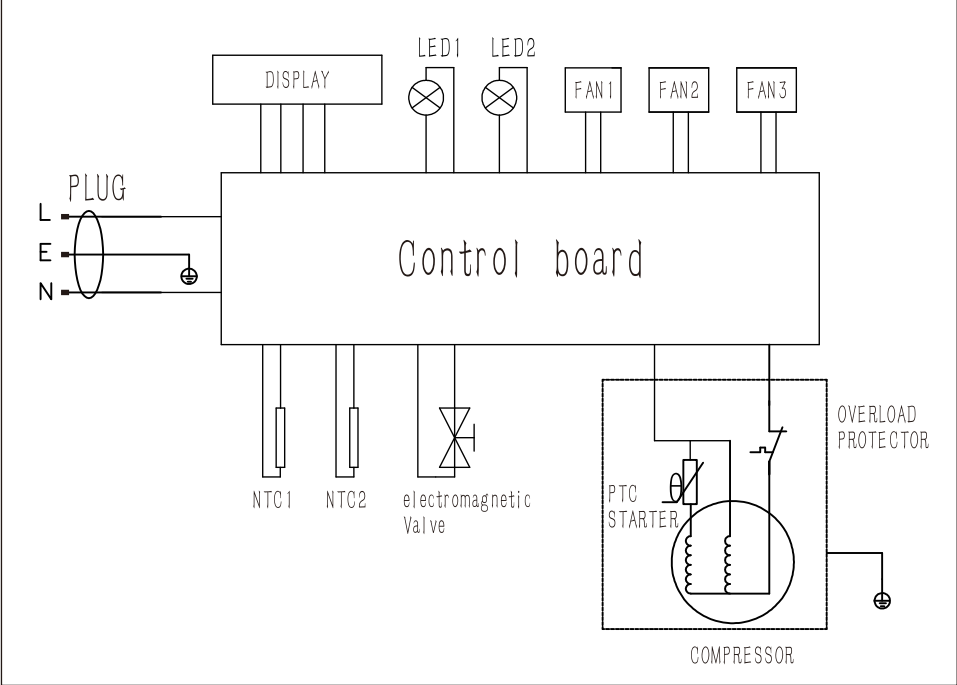 LED1 LED2
DISPLAY
FAN1 FAN2 FAN3
PLUG
L
E
N
Control board
OVERLOAD
PROTECTOR
NTC1 NTC2 electromagnetic
Valve
PTC
STARTER
θ
COMPRESSOR